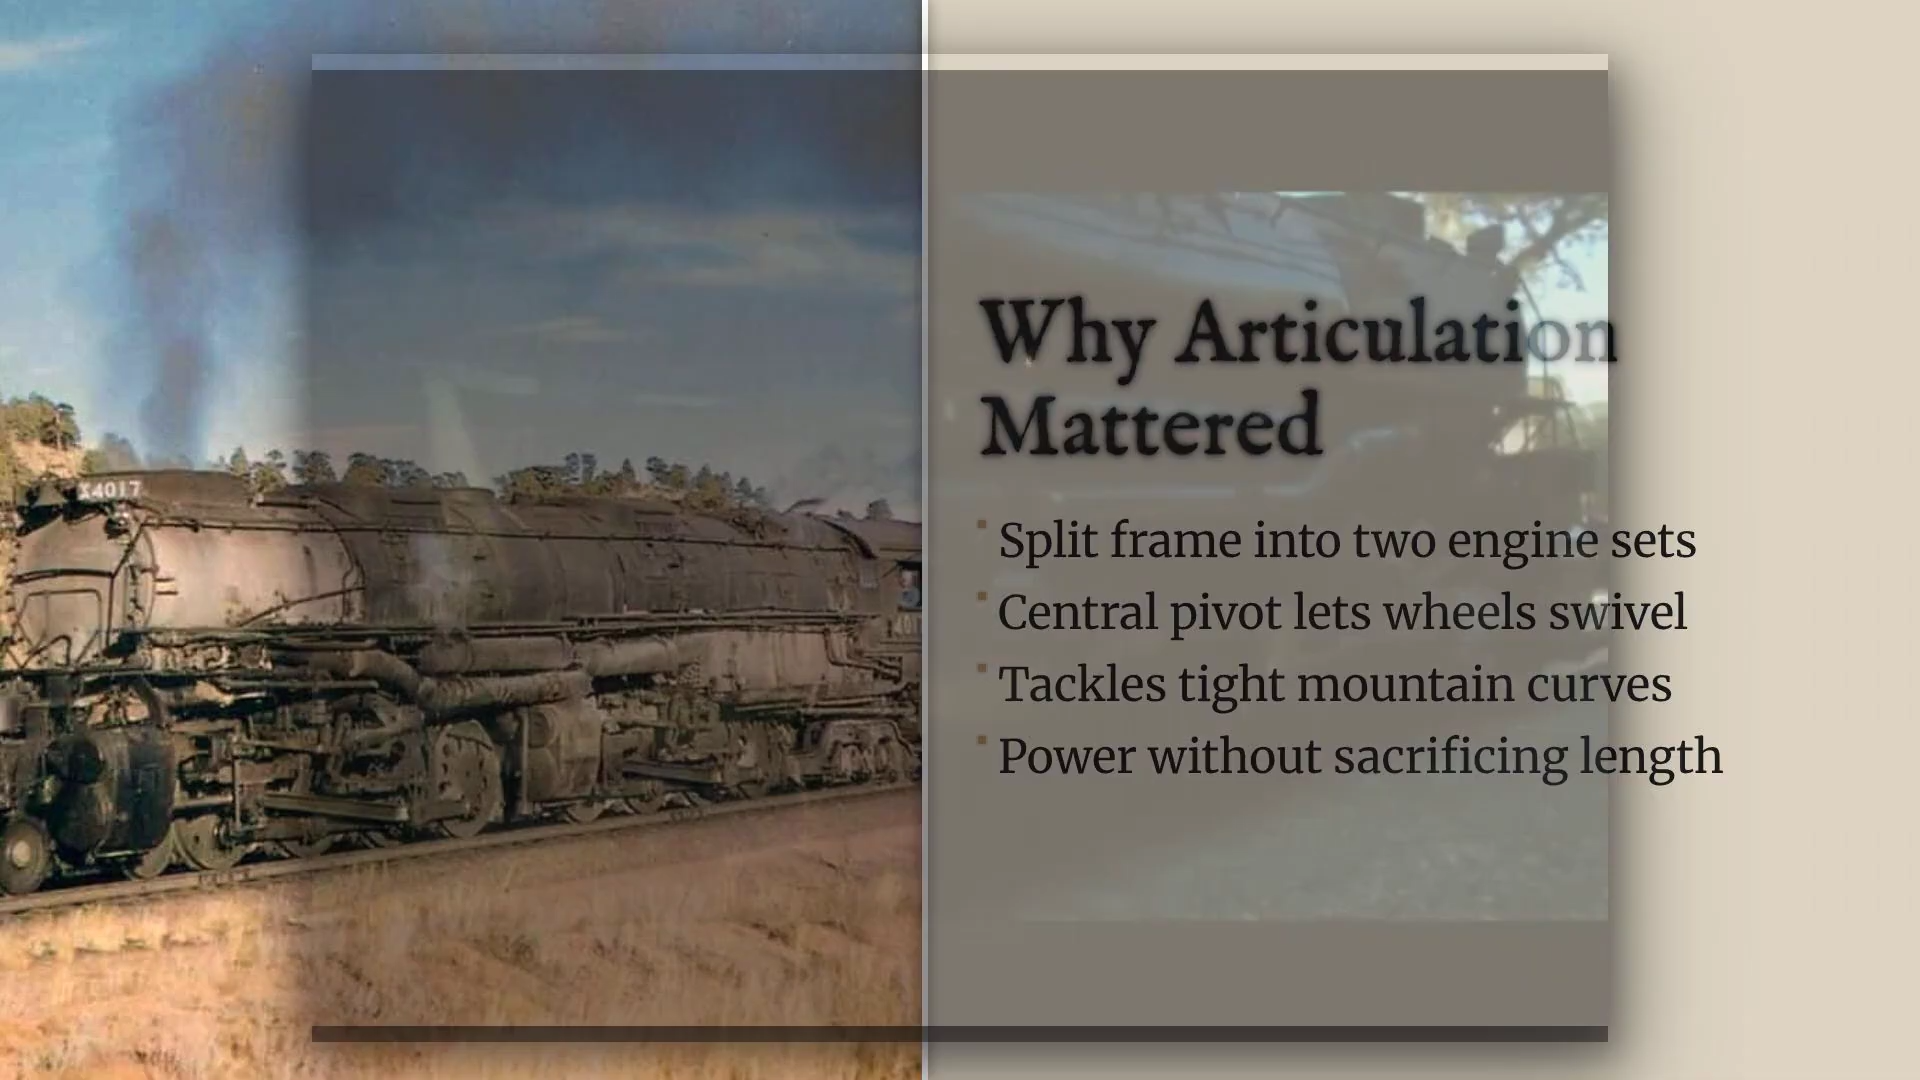 X4017
Why Articulation
Mattered
Split frame into two engine sets
Central pivot lets wheels swivel
Tackles tight mountain curves
Power without sacrificing length